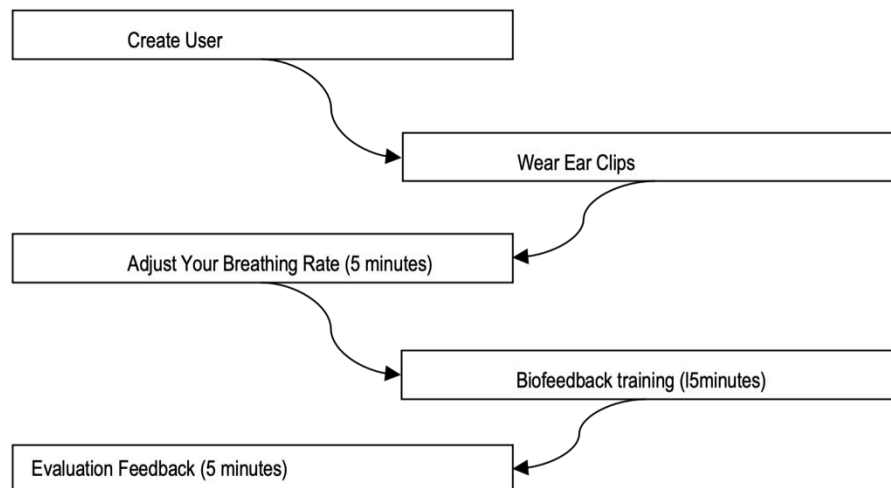 Create User
Wear Ear Clips
Adjust Your Breathing Rate (5 minutes)
Biofeedback training (l5minutes)
Evaluation Feedback (5 minutes)